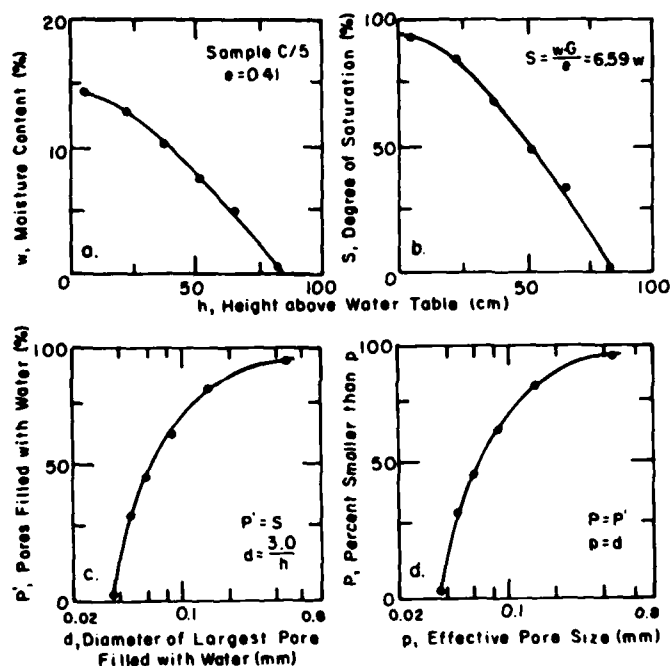 20
10
0
w, Moisture Content (%)
Sample C/5
e=0.41
a.
0
50
100
100
50
0
S, Degree of Saturation (%)
S = wG/e = 6.59 w
b.
50
100
h, Height above Water Table (cm)
100
50
0
P', Pores Filled with Water (%)
P' = S
d = 3.0/h
c.
0.02
0.1
0.8
d, Diameter of Largest Pore
Filled with Water (mm)
100
50
0
P, Percent Smaller than p
P = P'
p = d
d.
0.02
0.1
0.8
p, Effective Pore Size (mm)